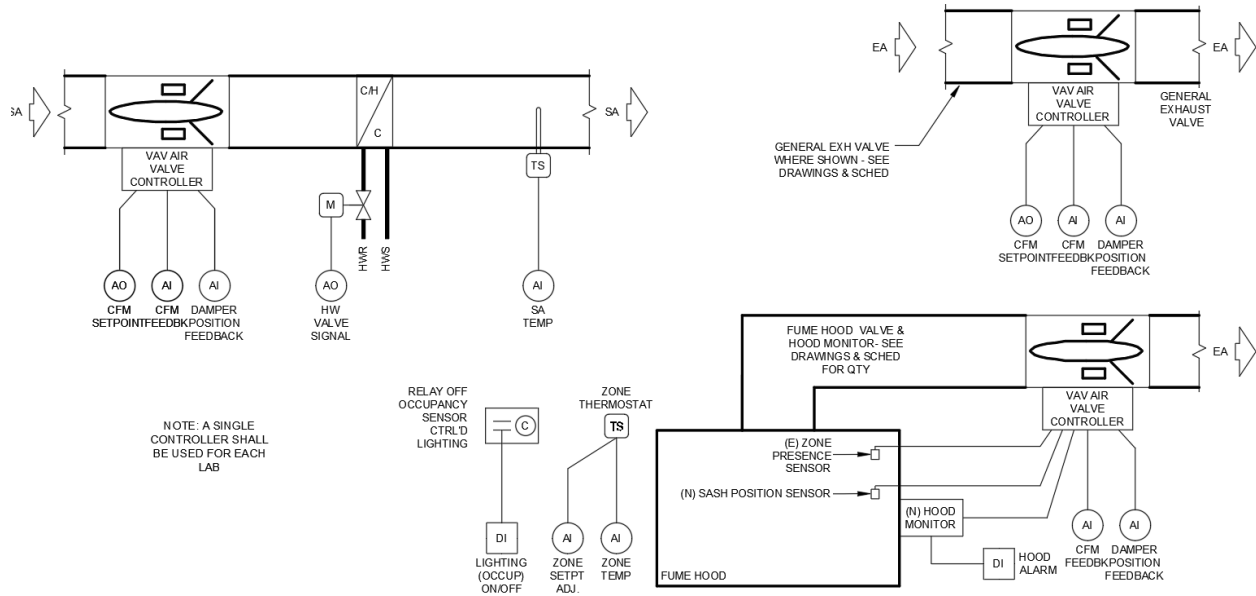 SA
VAV AIR
VALVE
CONTROLLER
AO
AI
AI
CFM
SETPOINT
CFM
FEEDBK
DAMPER
POSITION
FEEDBACK
C/H
C
M
HWR
HWS
AO
HW
VALVE
SIGNAL
TS
AI
SA
TEMP
SA
EA
VAV AIR
VALVE
CONTROLLER
EA
GENERAL
EXHAUST
VALVE
GENERAL EXH VALVE
WHERE SHOWN - SEE
DRAWINGS & SCHED
AO
AI
AI
CFM
SETPOINT
CFM
FEEDBK
DAMPER
POSITION
FEEDBACK
NOTE: A SINGLE
CONTROLLER SHALL
BE USED FOR EACH
LAB
RELAY OFF
OCCUPANCY
SENSOR
CTRL'D
LIGHTING
C
DI
LIGHTING
(OCCUP)
ON/OFF
ZONE
THERMOSTAT
TS
AI
ZONE
SETPT
ADJ.
AI
ZONE
TEMP
FUME HOOD VALVE &
HOOD MONITOR- SEE
DRAWINGS & SCHED
FOR QTY
EA
VAV AIR
VALVE
CONTROLLER
(E) ZONE
PRESENCE
SENSOR
(N) SASH POSITION SENSOR
(N) HOOD
MONITOR
FUME HOOD
DI
HOOD
ALARM
AI
CFM
FEEDBK
AI
DAMPER
POSITION
FEEDBACK